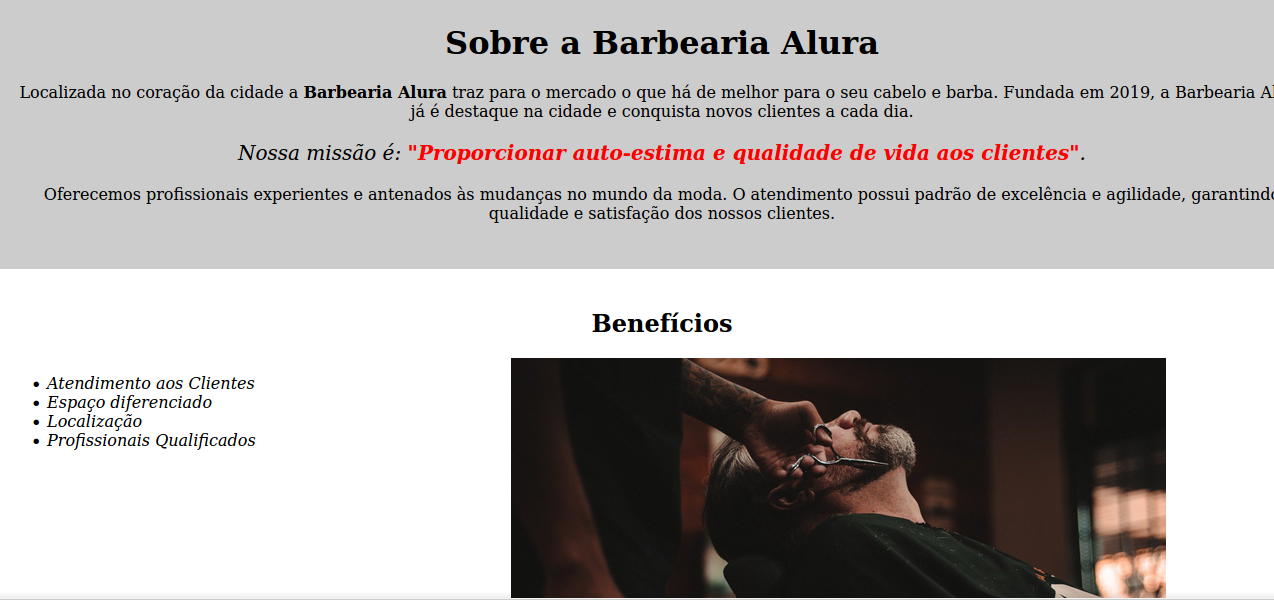 Sobre a Barbearia Alura
Localizada no coração da cidade a Barbearia Alura traz para o mercado o que há de melhor para o seu cabelo e barba. Fundada em 2019, a Barbearia
já é destaque na cidade e conquista novos clientes a cada dia.
Nossa missão é: "Proporcionar auto-estima e qualidade de vida aos clientes".
Oferecemos profissionais experientes e antenados às mudanças no mundo da moda. O atendimento possui padrão de excelência e agilidade, garantindo
qualidade e satisfação dos nossos clientes.
Benefícios
• Atendimento aos Clientes
• Espaço diferenciado
• Localização
• Profissionais Qualificados